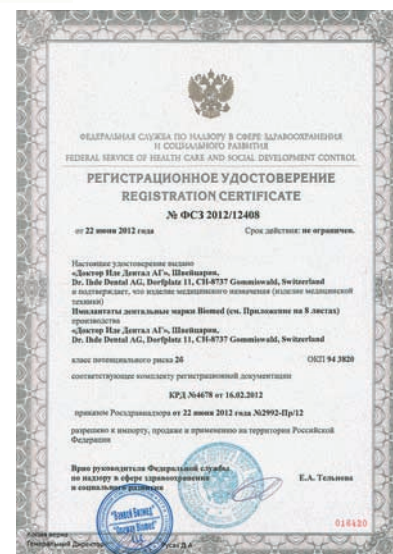 ФЕДЕРАЛЬНАЯ СЛУЖБА ПО НАДЗОРУ В СФЕРЕ ЗДРАВООХРАНЕНИЯ
И СОЦИАЛЬНОГО РАЗВИТИЯ
FEDERAL SERVICE OF HEALTH CARE AND SOCIAL DEVELOPMENT CONTROL
РЕГИСТРАЦИОННОЕ УДОСТОВЕРЕНИЕ
REGISTRATION CERTIFICATE
№ ФСЗ 2012/12408
от 22 июня 2012 года Срок действия: не ограничен.
Настоящее удостоверение выдано
«Доктор Иде Дентал АГ», Швейцария,
Dr. Ihde Dental AG, Dorfplatz 11, CH-8737 Gommiswald, Switzerland
и подтверждает, что изделие медицинского назначения (изделие медицинской
техники)
Имплантаты дентальные марки Biomed (см. Приложение на 8 листах)
производства
«Доктор Иде Дентал АГ», Швейцария,
Dr. Ihde Dental AG, Dorfplatz 11, CH-8737 Gommiswald, Switzerland
класс потенциального риска 2б ОКП 94 3820
соответствующее комплекту регистрационной документации
КРД №4678 от 16.02.2012
приказом Росздравнадзора от 22 июня 2012 года №2992-Пр/12
разрешено к импорту, продаже и применению на территории Российской
Федерации
Врио руководителя Федеральной службы
по надзору в сфере здравоохранения
и социального развития Е.А. Тельнова
016420
Копия верна
Генеральный Директор Русан Д.А